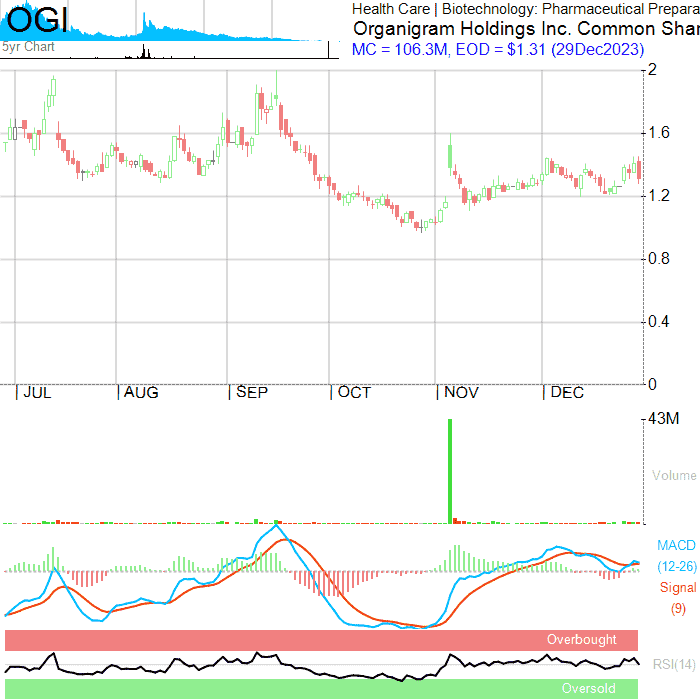 OGI
5yr Chart
Health Care | Biotechnology: Pharmaceutical Prepara
Organigram Holdings Inc. Common Shar
MC = 106.3M, EOD = $1.31 (29Dec2023)
2
1.6
1.2
0.8
0.4
0
JUL AUG SEP OCT NOV DEC
43M
Volume
MACD
(12-26)
Signal
(9)
Overbought
RSI(14)
Oversold